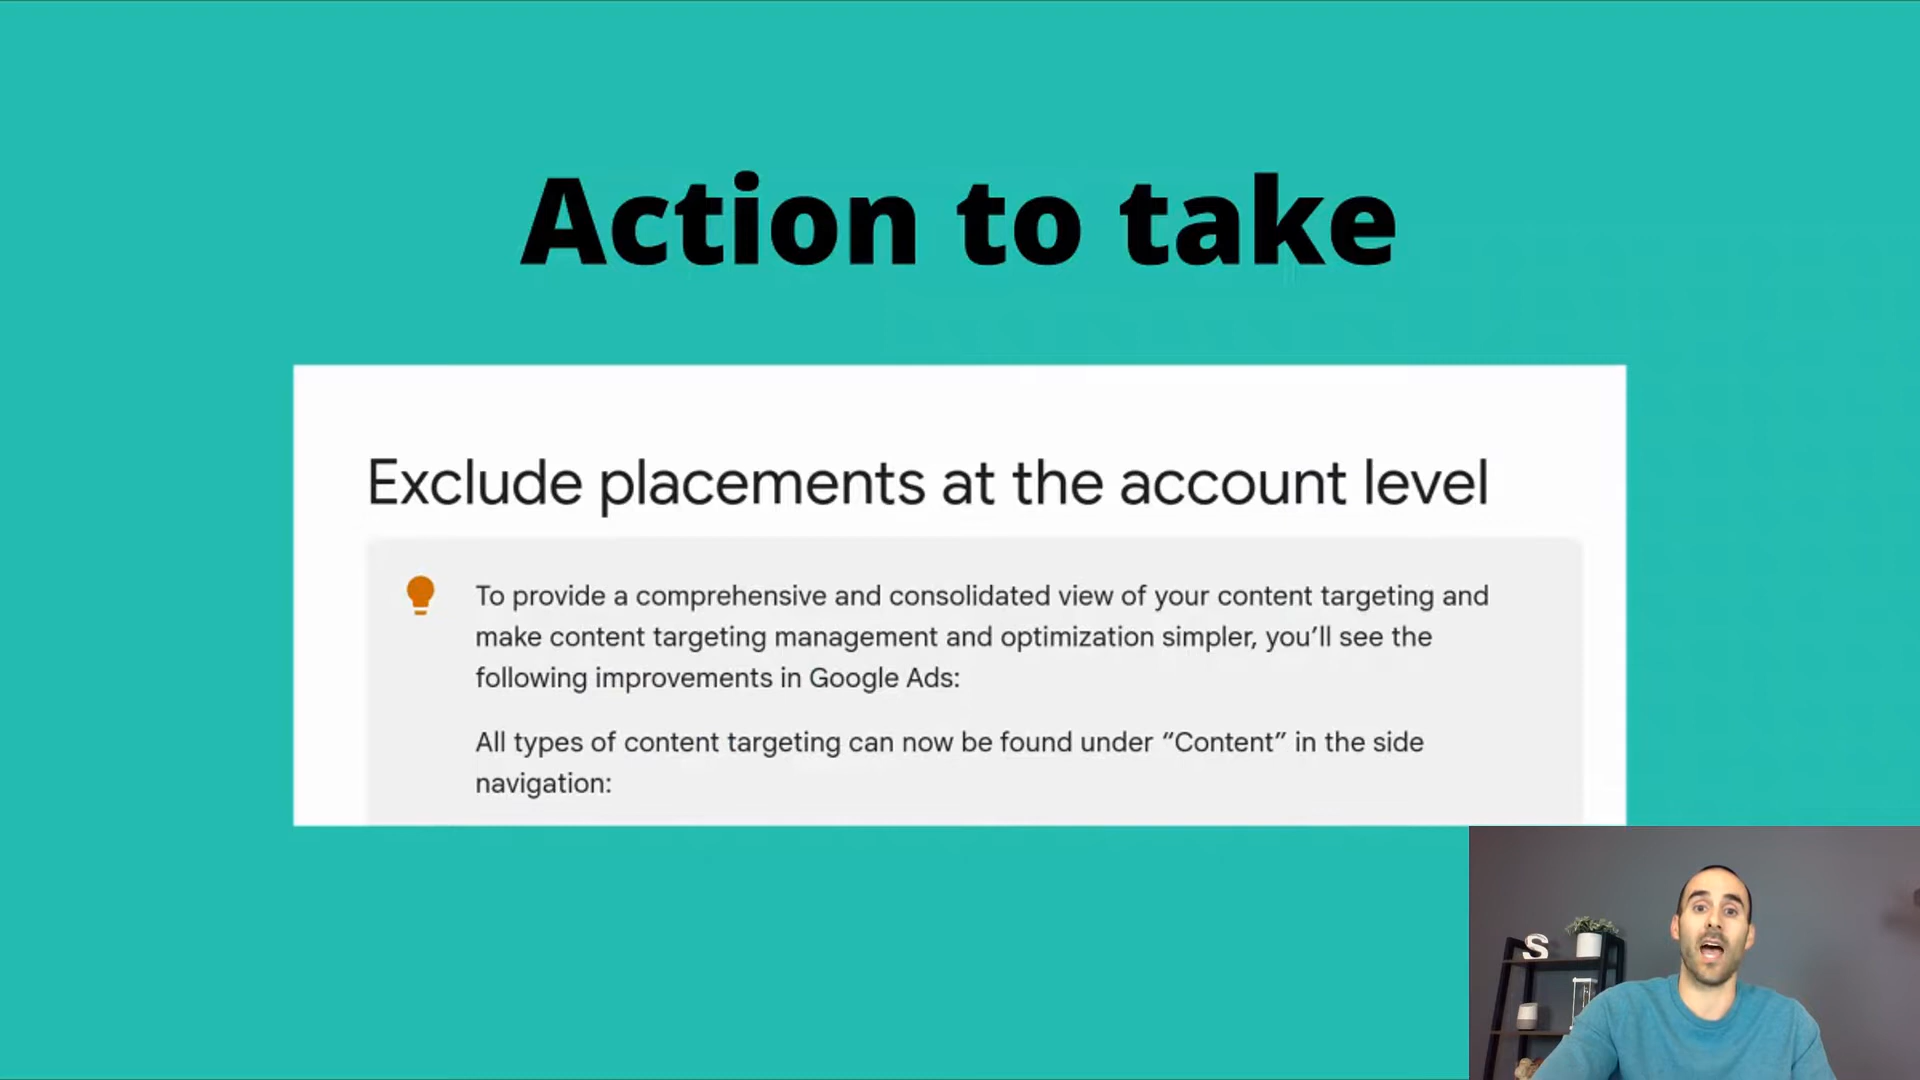 Action to take
Exclude placements at the account level
To provide a comprehensive and consolidated view of your content targeting and
make content targeting management and optimization simpler, you’ll see the
following improvements in Google Ads:
All types of content targeting can now be found under “Content” in the side
navigation:
S